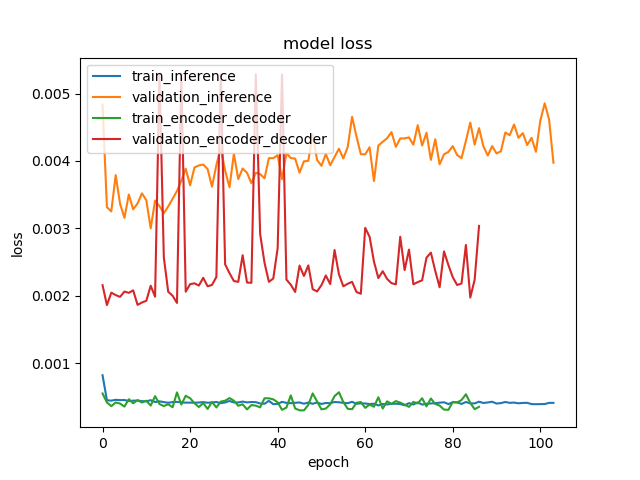 model loss
train_inference
validation_inference
train_encoder_decoder
validation_encoder_decoder
loss
0.005
0.004
0.003
0.002
0.001
0 20 40 60 80 100
epoch